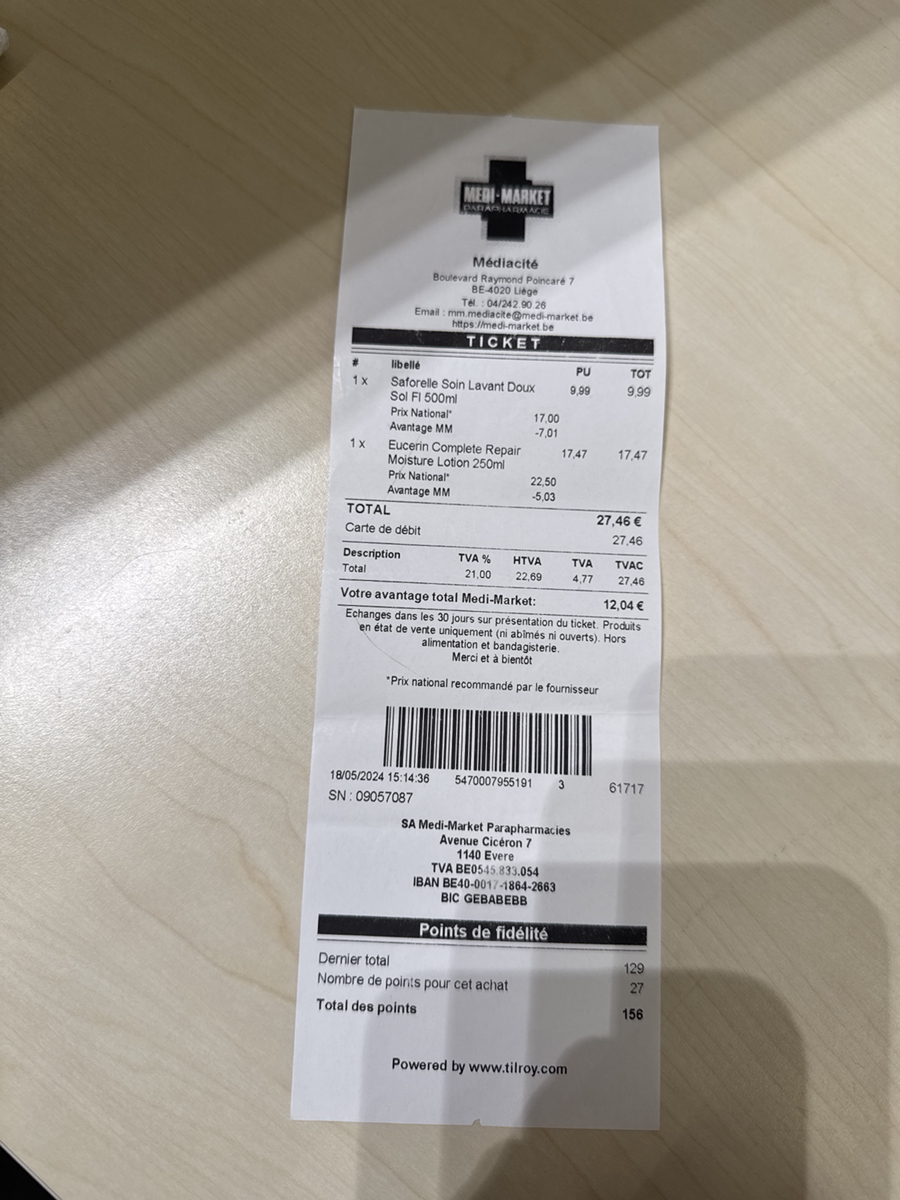 MEDI-MARKET
PARAPHARMACIE
Médiacité
Boulevard Raymond Poincaré 7
BE-4020 Liège
Tél. : 04/242 90 26
Email : mm.mediacite@medi-market.be
https://medi-market.be
TICKET
# libellé PU TOT
1 x Saforelle Soin Lavant Doux 9,99 9,99
Sol Fl 500ml
Prix National* 17,00
Avantage MM -7,01
1 x Eucerin Complete Repair 17,47 17,47
Moisture Lotion 250ml
Prix National* 22,50
Avantage MM -5,03
TOTAL 27,46 €
Carte de débit 27,46
Description TVA % HTVA TVA TVAC
Total 21,00 22,69 4,77 27,46
Votre avantage total Medi-Market: 12,04 €
Echanges dans les 30 jours sur présentation du ticket. Produits
en état de vente uniquement (ni abîmés ni ouverts). Hors
alimentation et bandagisterie.
Merci et à bientôt
*Prix national recommandé par le fournisseur
18/05/2024 15:14:36 5470007955191 3 61717
SN : 09057087
SA Medi-Market Parapharmacies
Avenue Cicéron 7
1140 Evere
TVA BE0545.833.054
IBAN BE40-0017-1864-2663
BIC GEBABEBB
Points de fidélité
Dernier total 129
Nombre de points pour cet achat 27
Total des points 156
Powered by www.tilroy.com